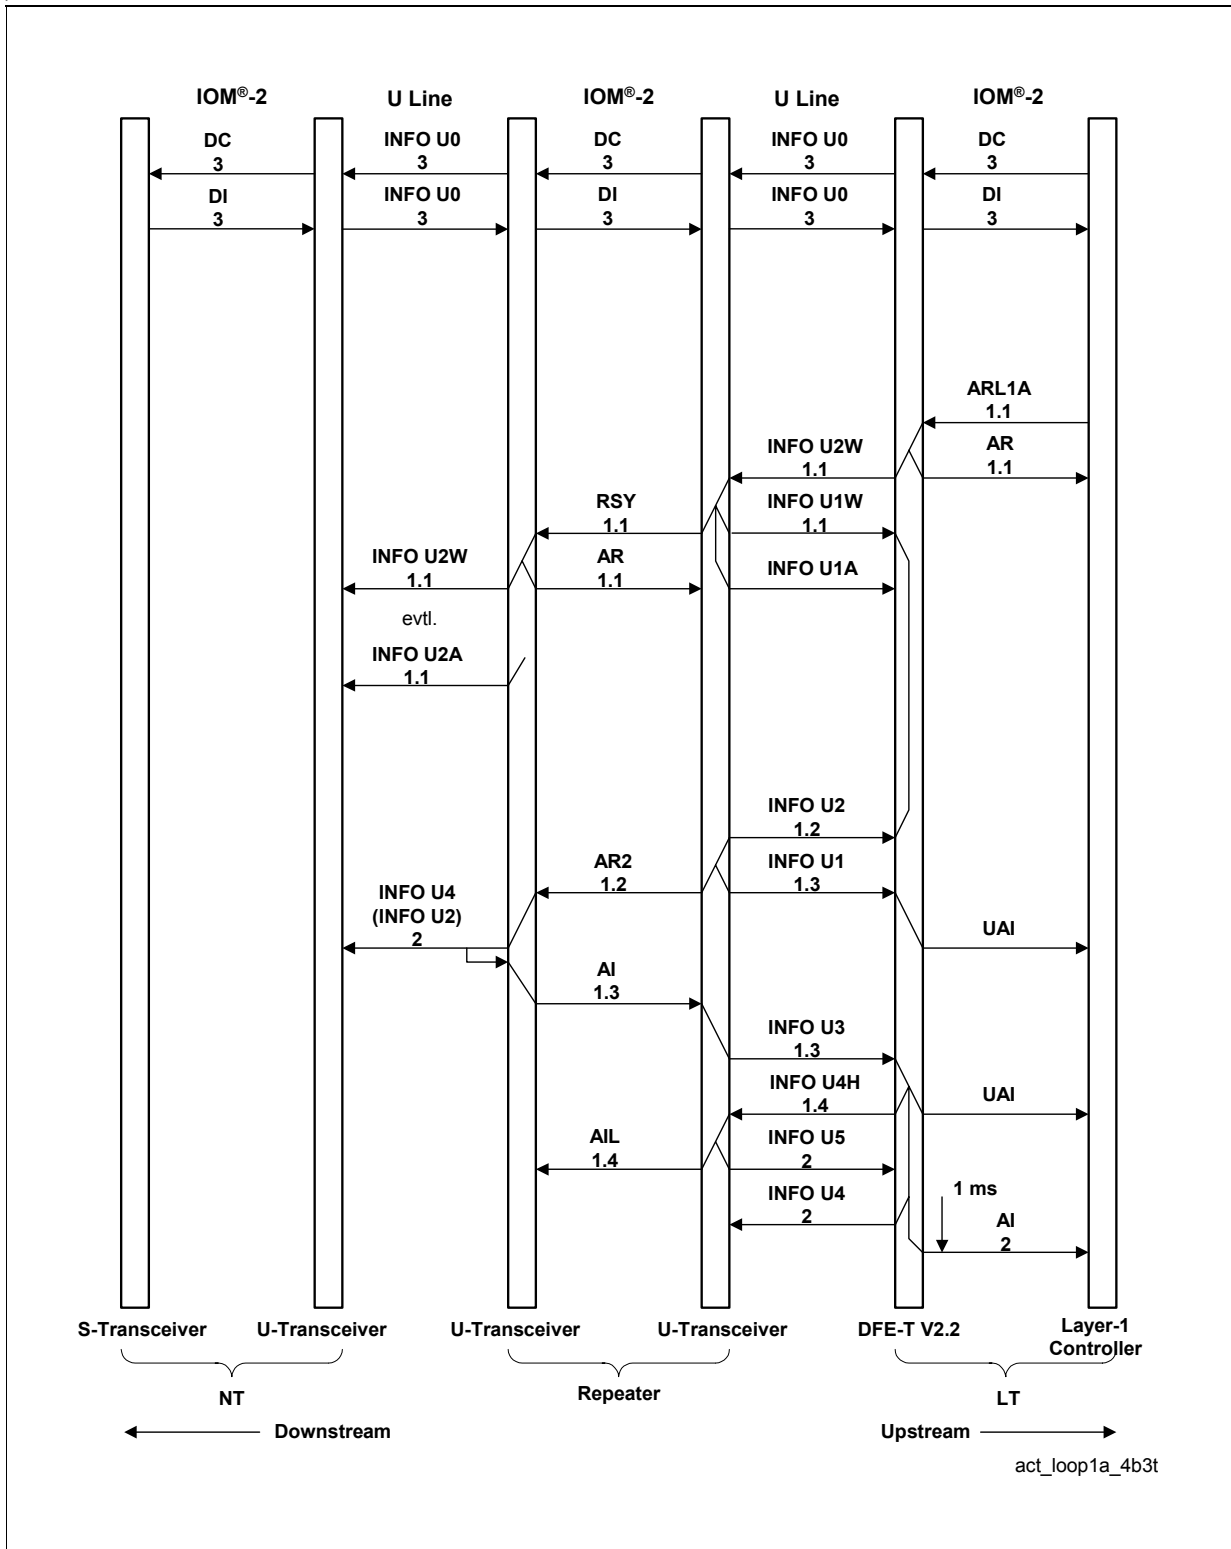 IOM®-2 U Line IOM®-2 U Line IOM®-2
DC INFO U0 DC INFO U0 DC
3 3 3 3 3
DI INFO U0 DI INFO U0 DI
3 3 3 3 3
ARL1A
1.1
INFO U2W AR
1.1 1.1
RSY INFO U1W
1.1 1.1
INFO U2W AR INFO U1A
1.1 1.1
evtl.
INFO U2A
1.1
INFO U2
1.2
AR2 INFO U1
1.2 1.3
INFO U4
(INFO U2) UAI
2
AI
1.3
INFO U3
1.3
INFO U4H UAI
1.4
AIL INFO U5
1.4 2
INFO U4 1 ms
2 AI
2
S-Transceiver U-Transceiver U-Transceiver U-Transceiver DFE-T V2.2 Layer-1
Controller
NT Repeater LT
Downstream Upstream
act_loop1a_4b3t